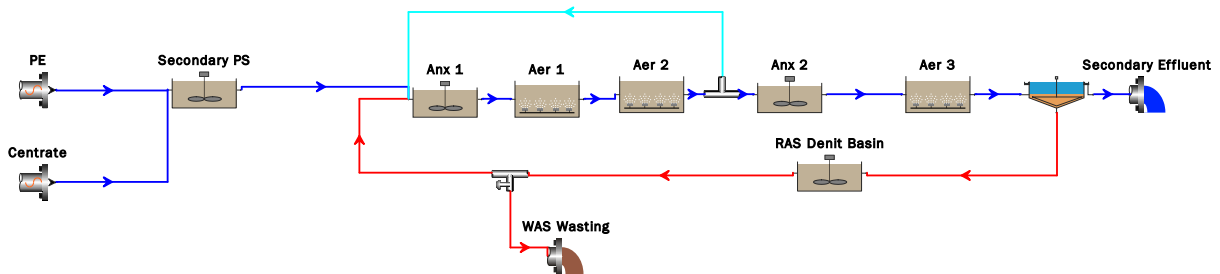 PE
Secondary PS
Anx 1
Aer 1
Aer 2
Anx 2
Aer 3
Secondary Effluent
Centrate
RAS Denit Basin
WAS Wasting